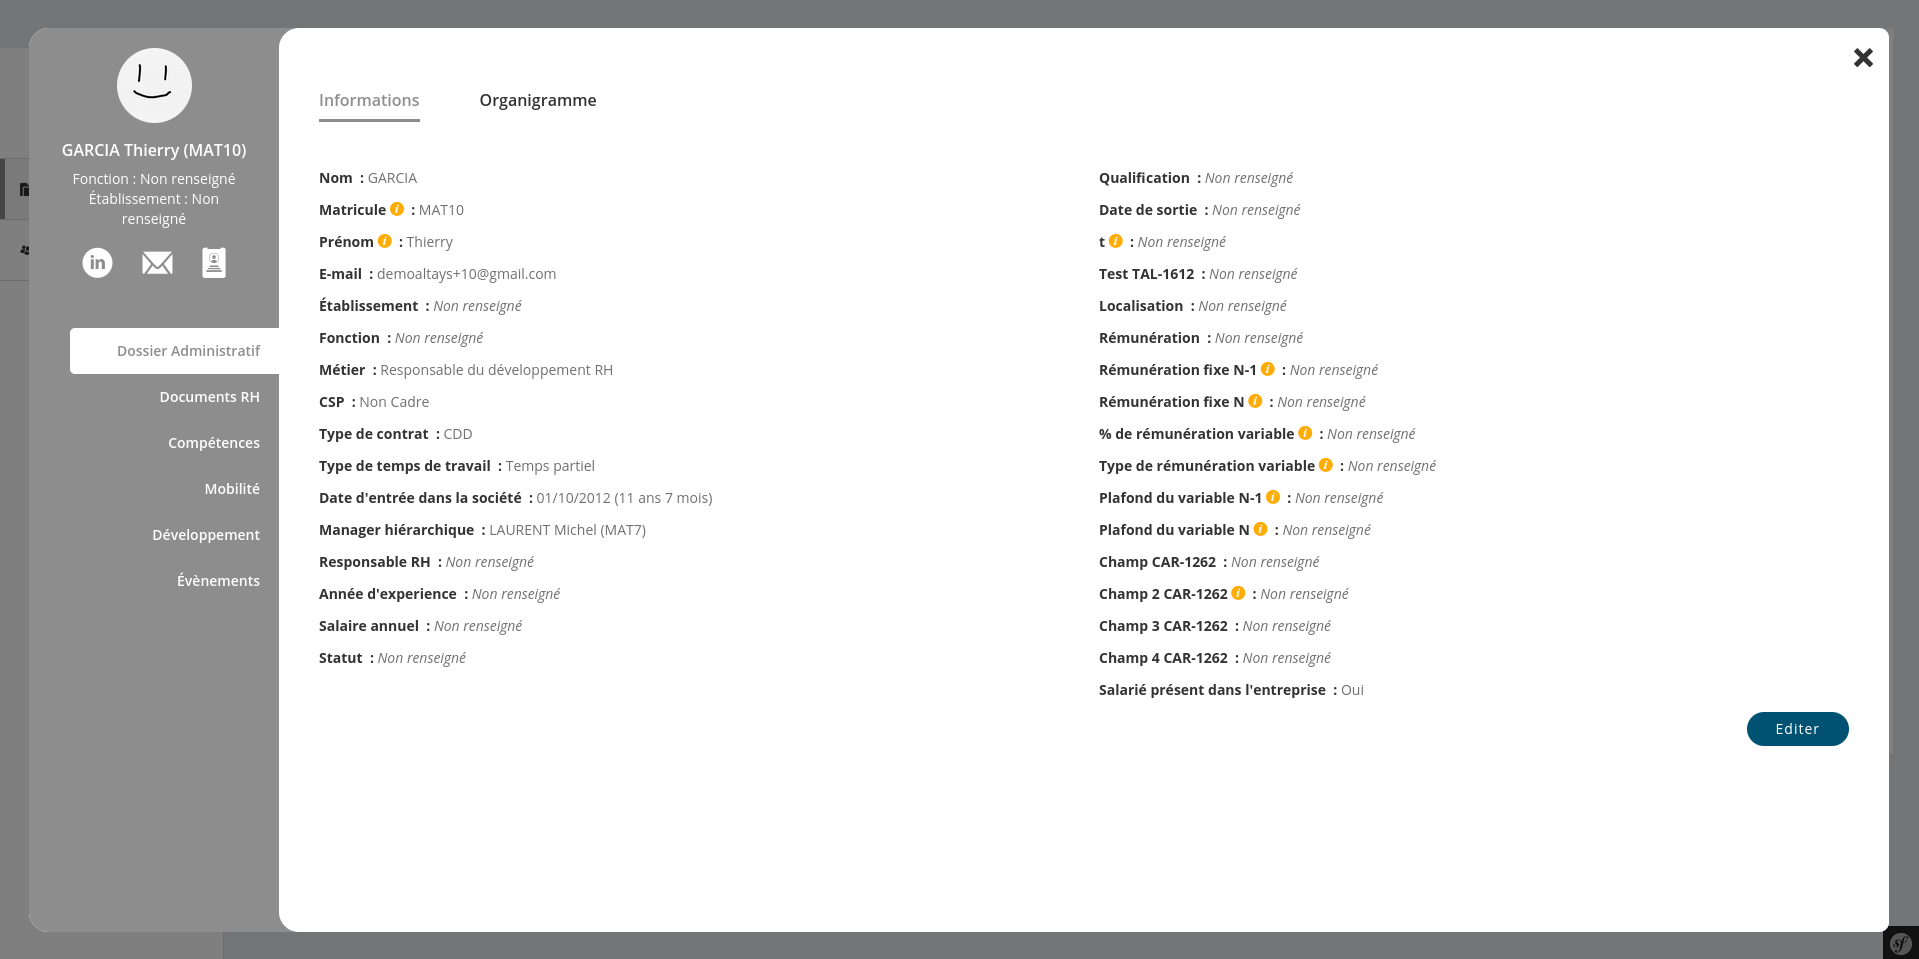 GARCIA Thierry (MAT10)
Fonction : Non renseigné
Établissement : Non
renseigné
in
Dossier Administratif
Documents RH
Compétences
Mobilité
Développement
Évènements
Informations
Organigramme
Nom : GARCIA
Matricule i : MAT10
Prénom i : Thierry
E-mail : demoaltays+10@gmail.com
Établissement : Non renseigné
Fonction : Non renseigné
Métier : Responsable du développement RH
CSP : Non Cadre
Type de contrat : CDD
Type de temps de travail : Temps partiel
Date d'entrée dans la société : 01/10/2012 (11 ans 7 mois)
Manager hiérarchique : LAURENT Michel (MAT7)
Responsable RH : Non renseigné
Année d'experience : Non renseigné
Salaire annuel : Non renseigné
Statut : Non renseigné
Qualification : Non renseigné
Date de sortie : Non renseigné
t i : Non renseigné
Test TAL-1612 : Non renseigné
Localisation : Non renseigné
Rémunération : Non renseigné
Rémunération fixe N-1 i : Non renseigné
Rémunération fixe N i : Non renseigné
% de rémunération variable i : Non renseigné
Type de rémunération variable i : Non renseigné
Plafond du variable N-1 i : Non renseigné
Plafond du variable N i : Non renseigné
Champ CAR-1262 : Non renseigné
Champ 2 CAR-1262 i : Non renseigné
Champ 3 CAR-1262 : Non renseigné
Champ 4 CAR-1262 : Non renseigné
Salarié présent dans l'entreprise : Oui
Editer
sf